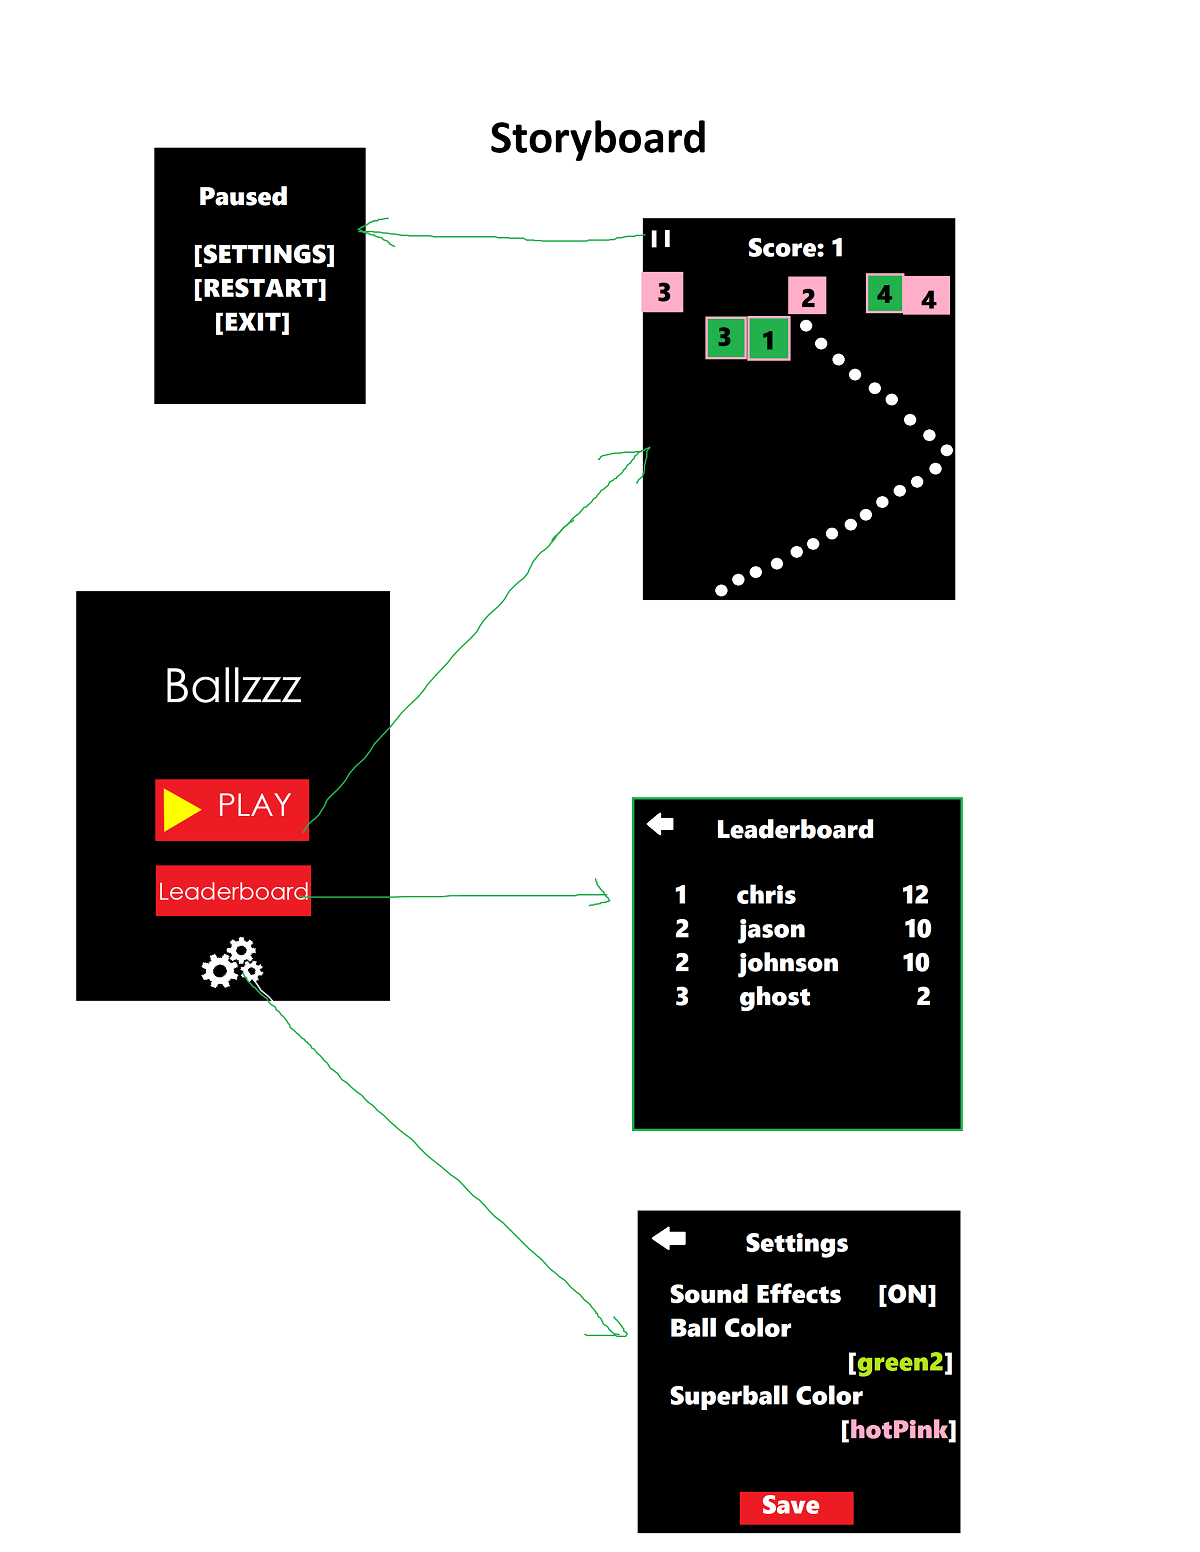 Storyboard
Paused
[SETTINGS]
[RESTART]
[EXIT]
Score: 1
3 2 4 4
3 1
Ballzzz
PLAY
Leaderboard
Leaderboard
1 chris 12
2 jason 10
2 johnson 10
3 ghost 2
Settings
Sound Effects [ON]
Ball Color
[green2]
Superball Color
[hotPink]
Save